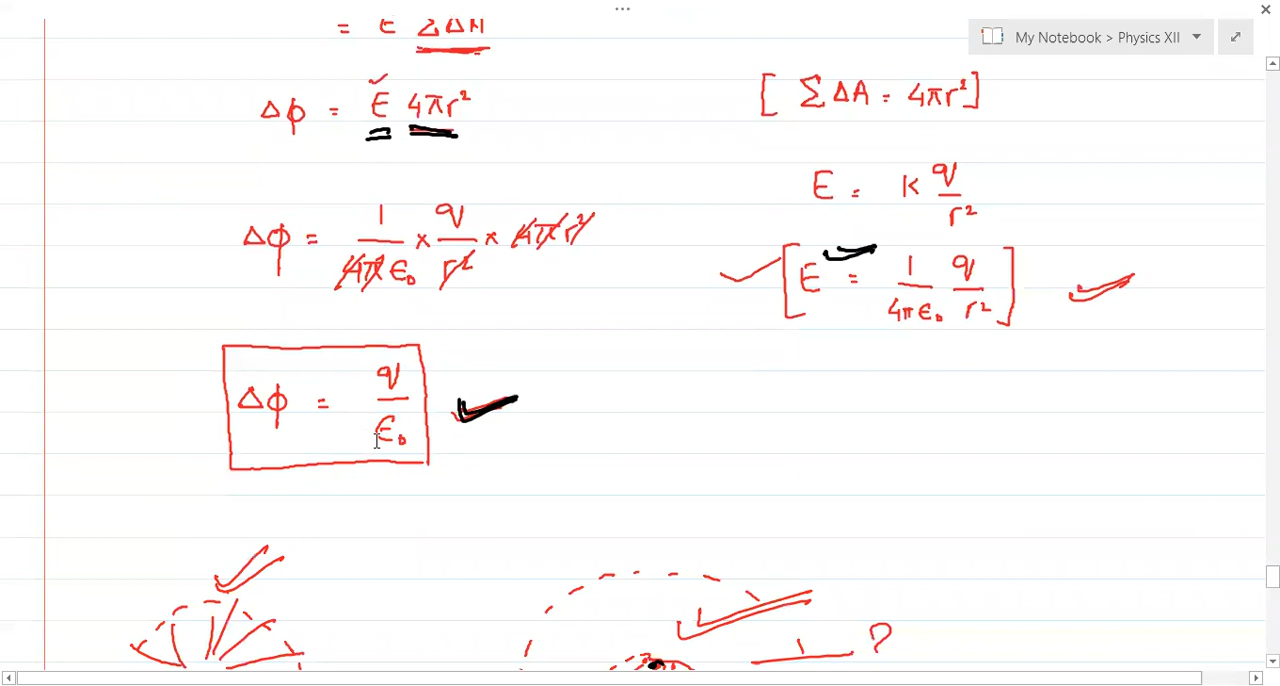 My Notebook > Physics XII
= E ΣΔA
Δφ = E 4πr²
[ ΣΔA = 4πr² ]
E = K q/r²
Δφ = 1/4πε₀ × q/r² × 4πr²
[ E = 1/4πε₀ q/r² ]
Δφ = q/ε₀
?